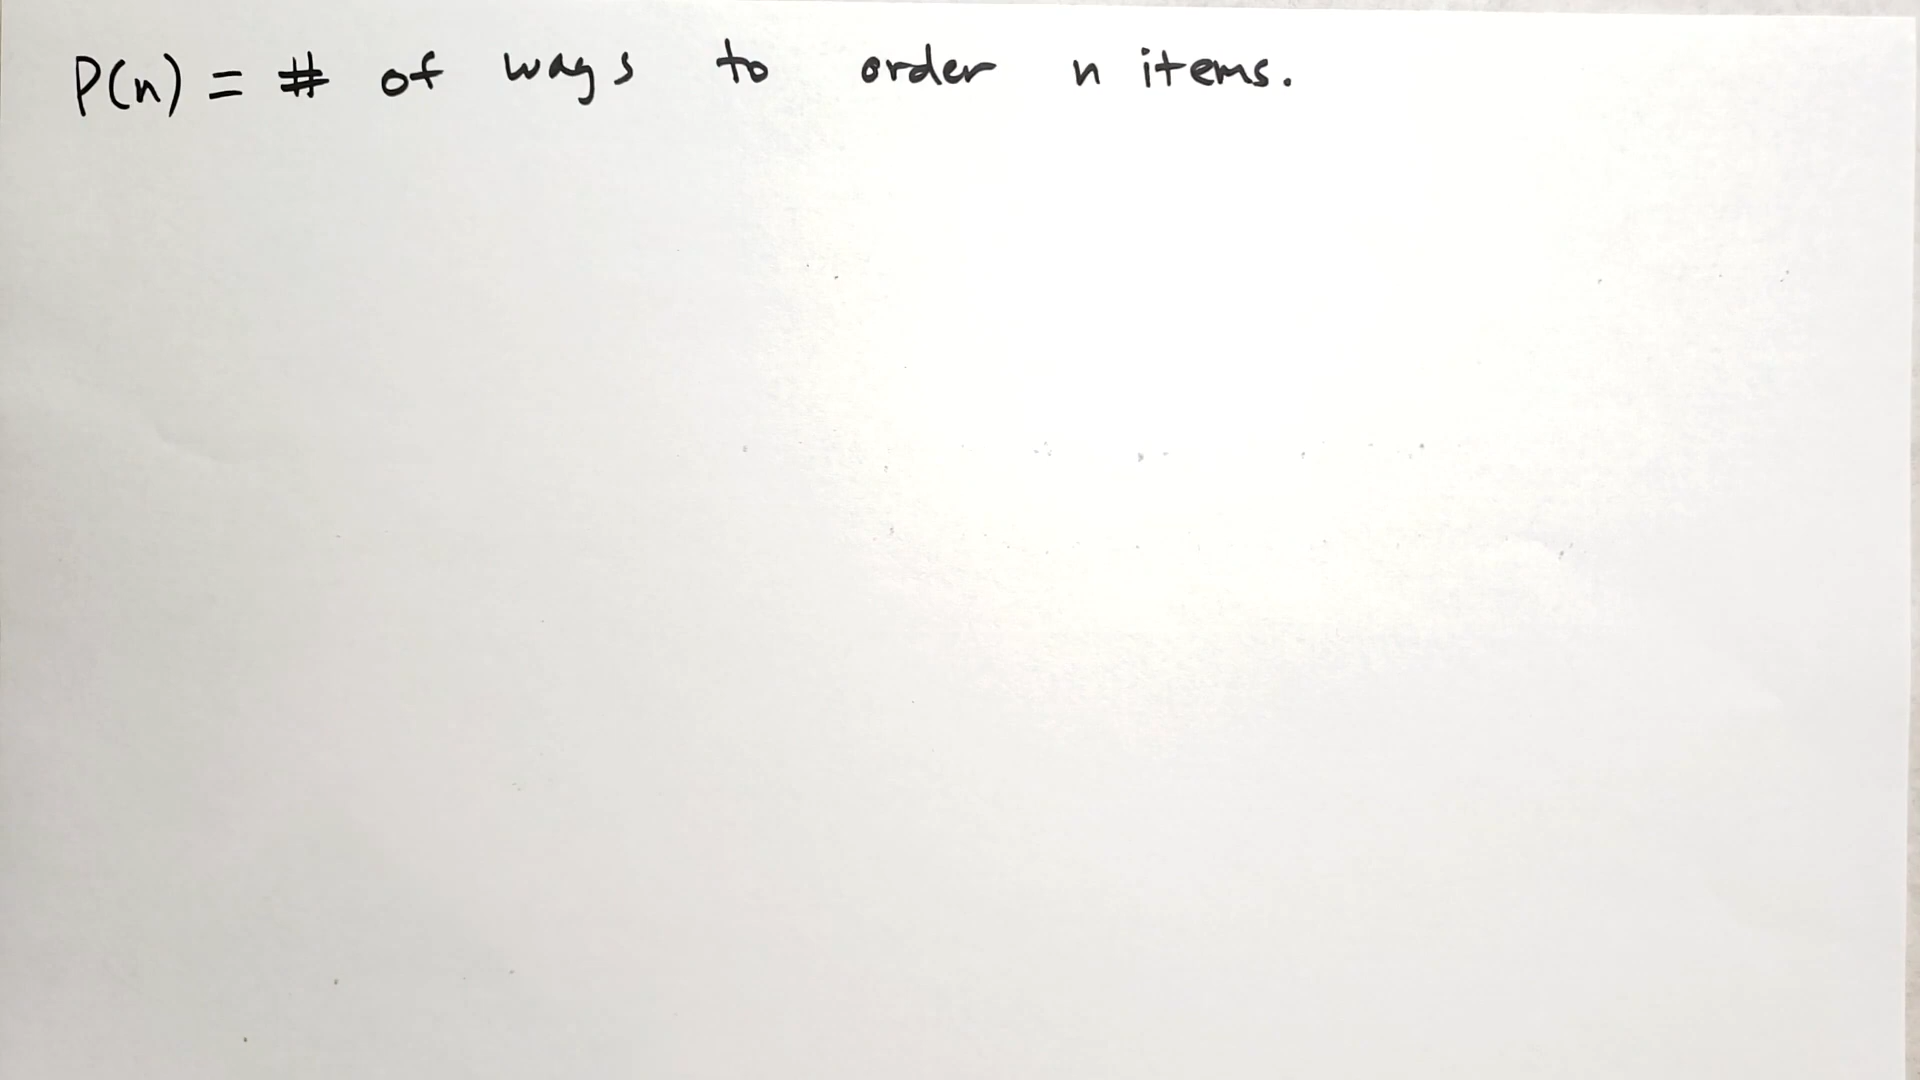 P(n) = # of ways to order n items.